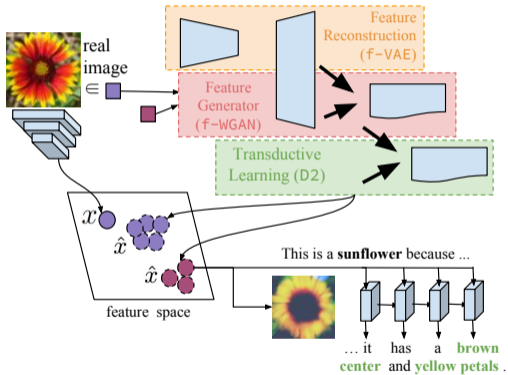 real
image
∈
Feature
Reconstruction
(f-VAE)
Feature
Generator
(f-WGAN)
Transductive
Learning (D2)
x
x̂
x̂
feature space
This is a sunflower because ...
... it has a brown
center and yellow petals .